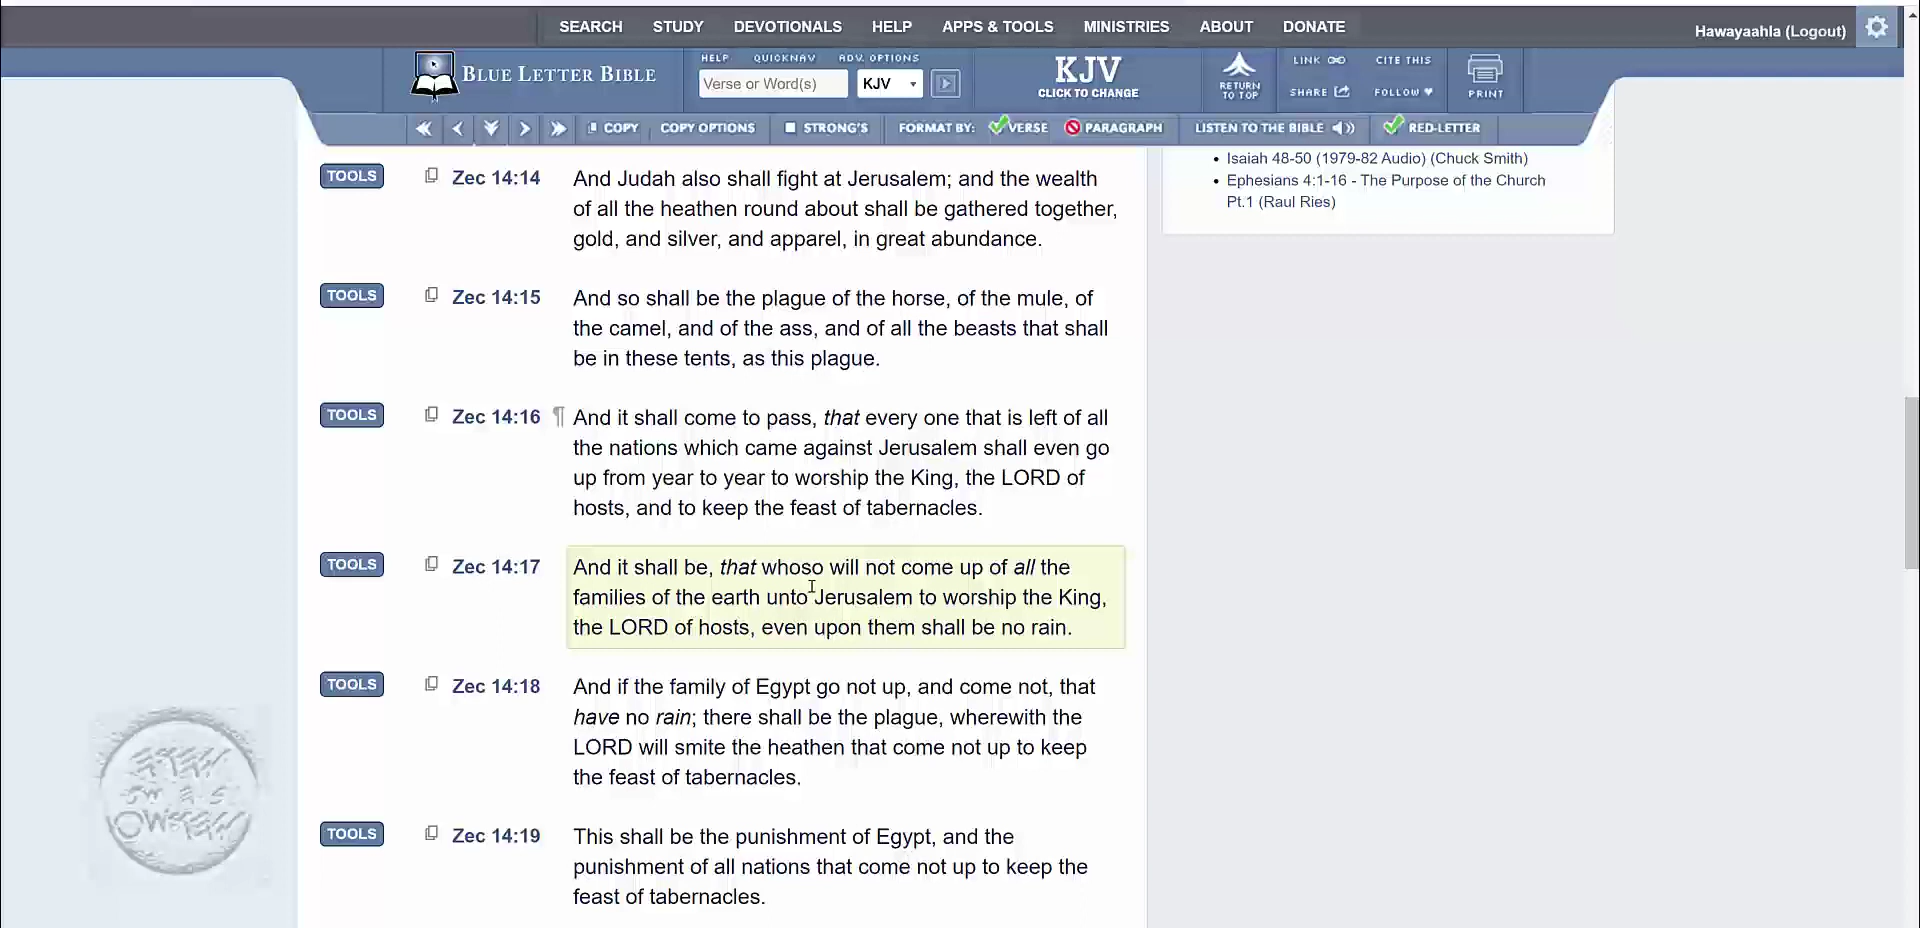 SEARCH STUDY DEVOTIONALS HELP APPS & TOOLS MINISTRIES ABOUT DONATE
Hawayaahla (Logout)
BLUE LETTER BIBLE
HELP QUICKNAV ADV. OPTIONS
Verse or Word(s) KJV
KJV
CLICK TO CHANGE
RETURN
TO TOP
LINK CITE THIS
SHARE FOLLOW
PRINT
COPY COPY OPTIONS STRONG'S FORMAT BY: VERSE PARAGRAPH LISTEN TO THE BIBLE RED-LETTER
Isaiah 48-50 (1979-82 Audio) (Chuck Smith)
Ephesians 4:1-16 - The Purpose of the Church
Pt.1 (Raul Ries)
TOOLS Zec 14:14 And Judah also shall fight at Jerusalem; and the wealth
of all the heathen round about shall be gathered together,
gold, and silver, and apparel, in great abundance.
TOOLS Zec 14:15 And so shall be the plague of the horse, of the mule, of
the camel, and of the ass, and of all the beasts that shall
be in these tents, as this plague.
TOOLS Zec 14:16 ¶ And it shall come to pass, that every one that is left of all
the nations which came against Jerusalem shall even go
up from year to year to worship the King, the LORD of
hosts, and to keep the feast of tabernacles.
TOOLS Zec 14:17 And it shall be, that whoso will not come up of all the
families of the earth unto Jerusalem to worship the King,
the LORD of hosts, even upon them shall be no rain.
TOOLS Zec 14:18 And if the family of Egypt go not up, and come not, that
have no rain; there shall be the plague, wherewith the
LORD will smite the heathen that come not up to keep
the feast of tabernacles.
TOOLS Zec 14:19 This shall be the punishment of Egypt, and the
punishment of all nations that come not up to keep the
feast of tabernacles.